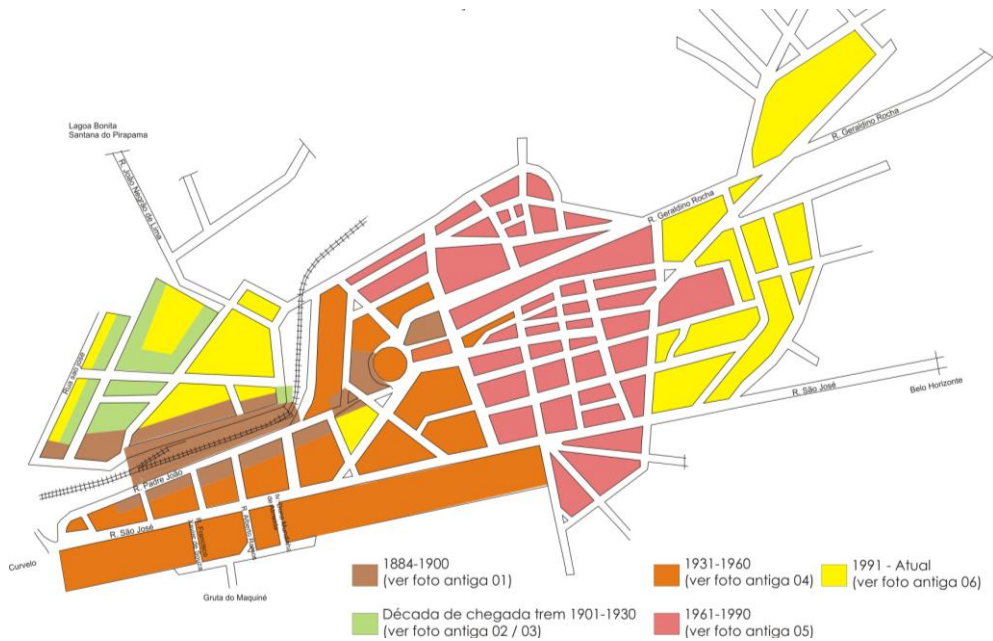 Lagoa Bonita
Santana do Pirapama
R. João Negrão de Lima
R. Geraldino Rocha
R. Geraldino Rocha
Rua são josé
R. São José
Belo Horizonte
R. Padre João
R. São José
R. Alberto Ramos
Curvelo
Gruta do Maquiné
1884-1900
(ver foto antiga 01)
Década de chegada trem 1901-1930
(ver foto antiga 02 / 03)
1931-1960
(ver foto antiga 04)
1961-1990
(ver foto antiga 05)
1991 - Atual
(ver foto antiga 06)